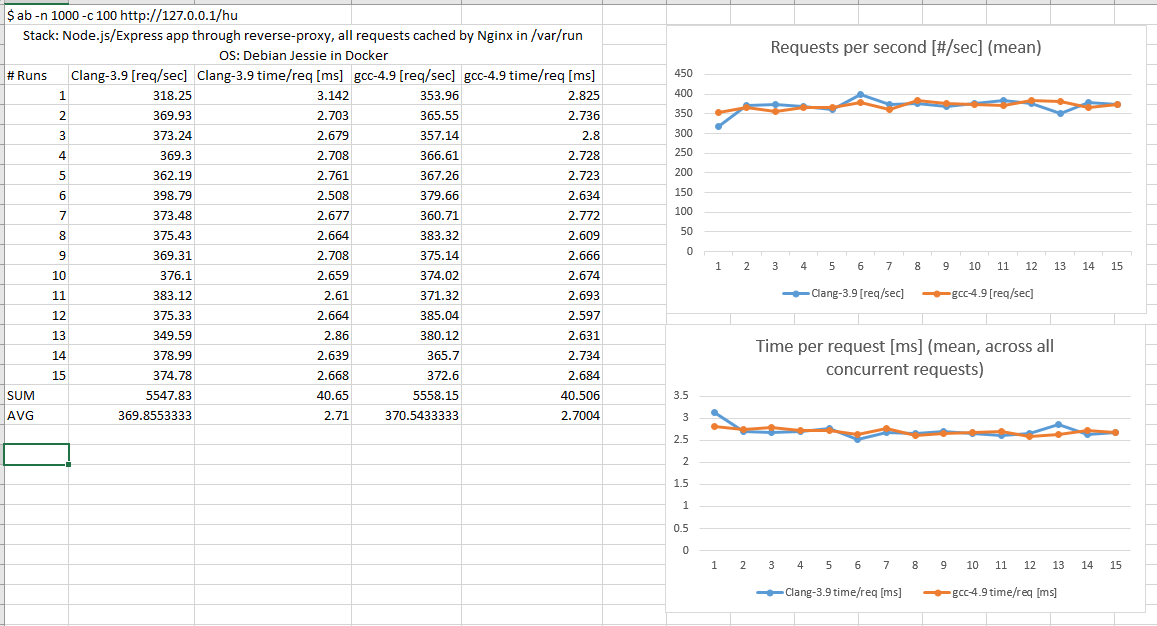 $ ab -n 1000 -c 100 http://127.0.0.1/hu
Stack: Node.js/Express app through reverse-proxy, all requests cached by Nginx in /var/run
OS: Debian Jessie in Docker
# Runs Clang-3.9 [req/sec] Clang-3.9 time/req [ms] gcc-4.9 [req/sec] gcc-4.9 time/req [ms]
1 318.25 3.142 353.96 2.825
2 369.93 2.703 365.55 2.736
3 373.24 2.679 357.14 2.8
4 369.3 2.708 366.61 2.728
5 362.19 2.761 367.26 2.723
6 398.79 2.508 379.66 2.634
7 373.48 2.677 360.71 2.772
8 375.43 2.664 383.32 2.609
9 369.31 2.708 375.14 2.666
10 376.1 2.659 374.02 2.674
11 383.12 2.61 371.32 2.693
12 375.33 2.664 385.04 2.597
13 349.59 2.86 380.12 2.631
14 378.99 2.639 365.7 2.734
15 374.78 2.668 372.6 2.684
SUM 5547.83 40.65 5558.15 40.506
AVG 369.8553333 2.71 370.5433333 2.7004
Requests per second [#/sec] (mean)
450
400
350
300
250
200
150
100
50
0
1 2 3 4 5 6 7 8 9 10 11 12 13 14 15
Clang-3.9 [req/sec] gcc-4.9 [req/sec]
Time per request [ms] (mean, across all
concurrent requests)
3.5
3
2.5
2
1.5
1
0.5
0
1 2 3 4 5 6 7 8 9 10 11 12 13 14 15
Clang-3.9 time/req [ms] gcc-4.9 time/req [ms]